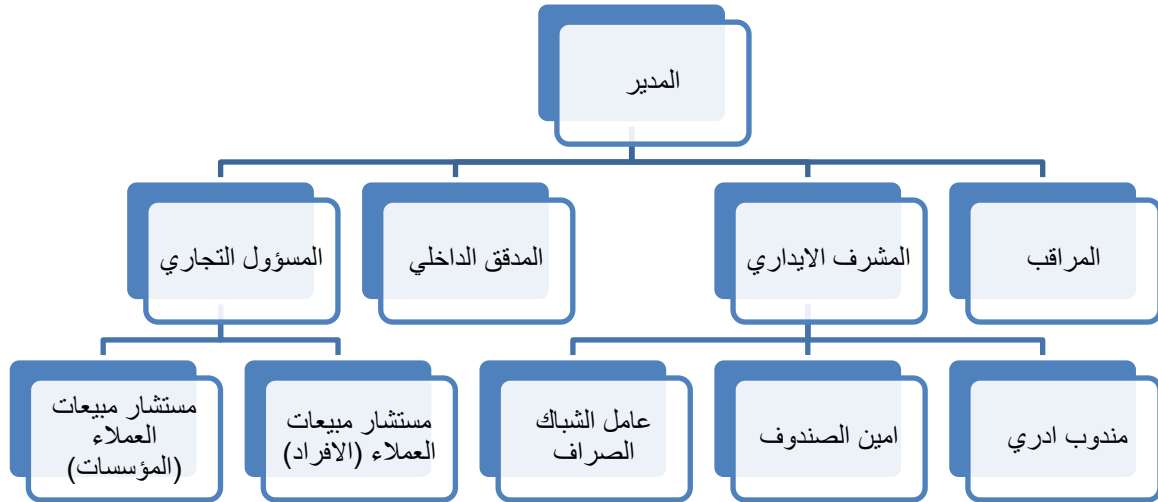 المدير
المراقب
المشرف الايداري
المدقق الداخلي
المسؤول التجاري
مندوب ادري
امين الصندوف
عامل الشباك
الصراف
مستشار مبيعات
العملاء (الافراد)
مستشار مبيعات
العملاء
(المؤسسات)